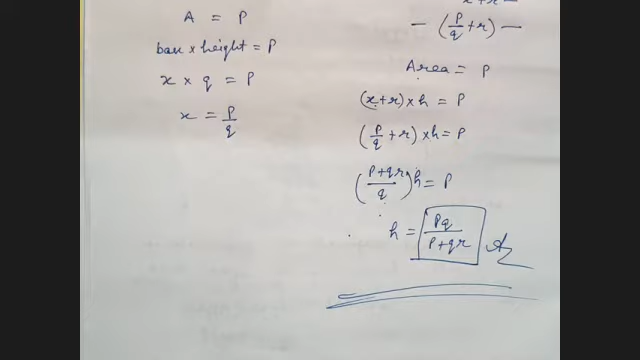 A = P
base × height = P
x × q = P
x = P/q
x + r —
— (P/q + r) —
Area = P
(x+r) × h = P
(P/q + r) × h = P
((P+qr)/q) h = P
h = Pq/(P+qr)